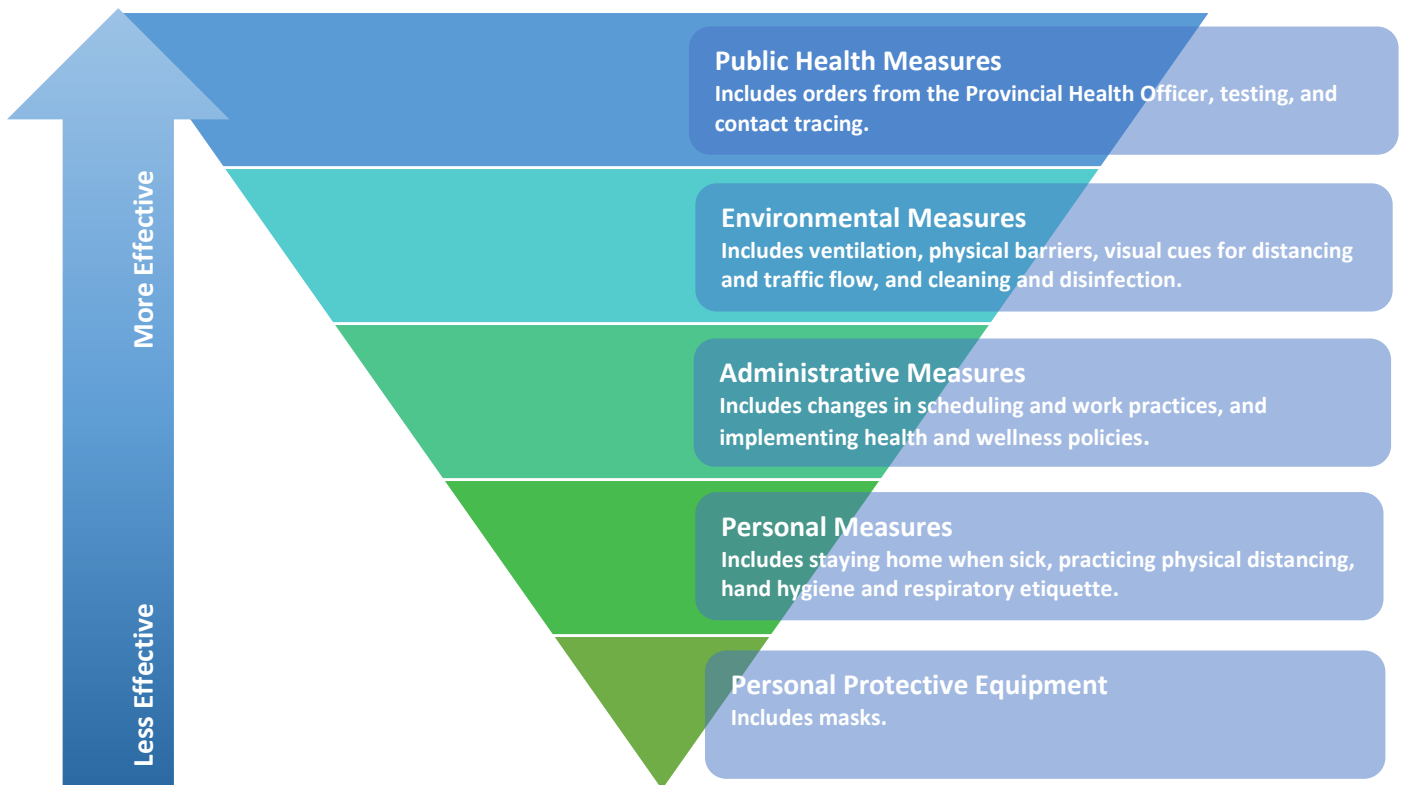 Public Health Measures
Includes orders from the Provincial Health Officer, testing, and
contact tracing.
More Effective
Environmental Measures
Includes ventilation, physical barriers, visual cues for distancing
and traffic flow, and cleaning and disinfection.
Administrative Measures
Includes changes in scheduling and work practices, and
implementing health and wellness policies.
Personal Measures
Includes staying home when sick, practicing physical distancing,
hand hygiene and respiratory etiquette.
Less Effective
Personal Protective Equipment
Includes masks.